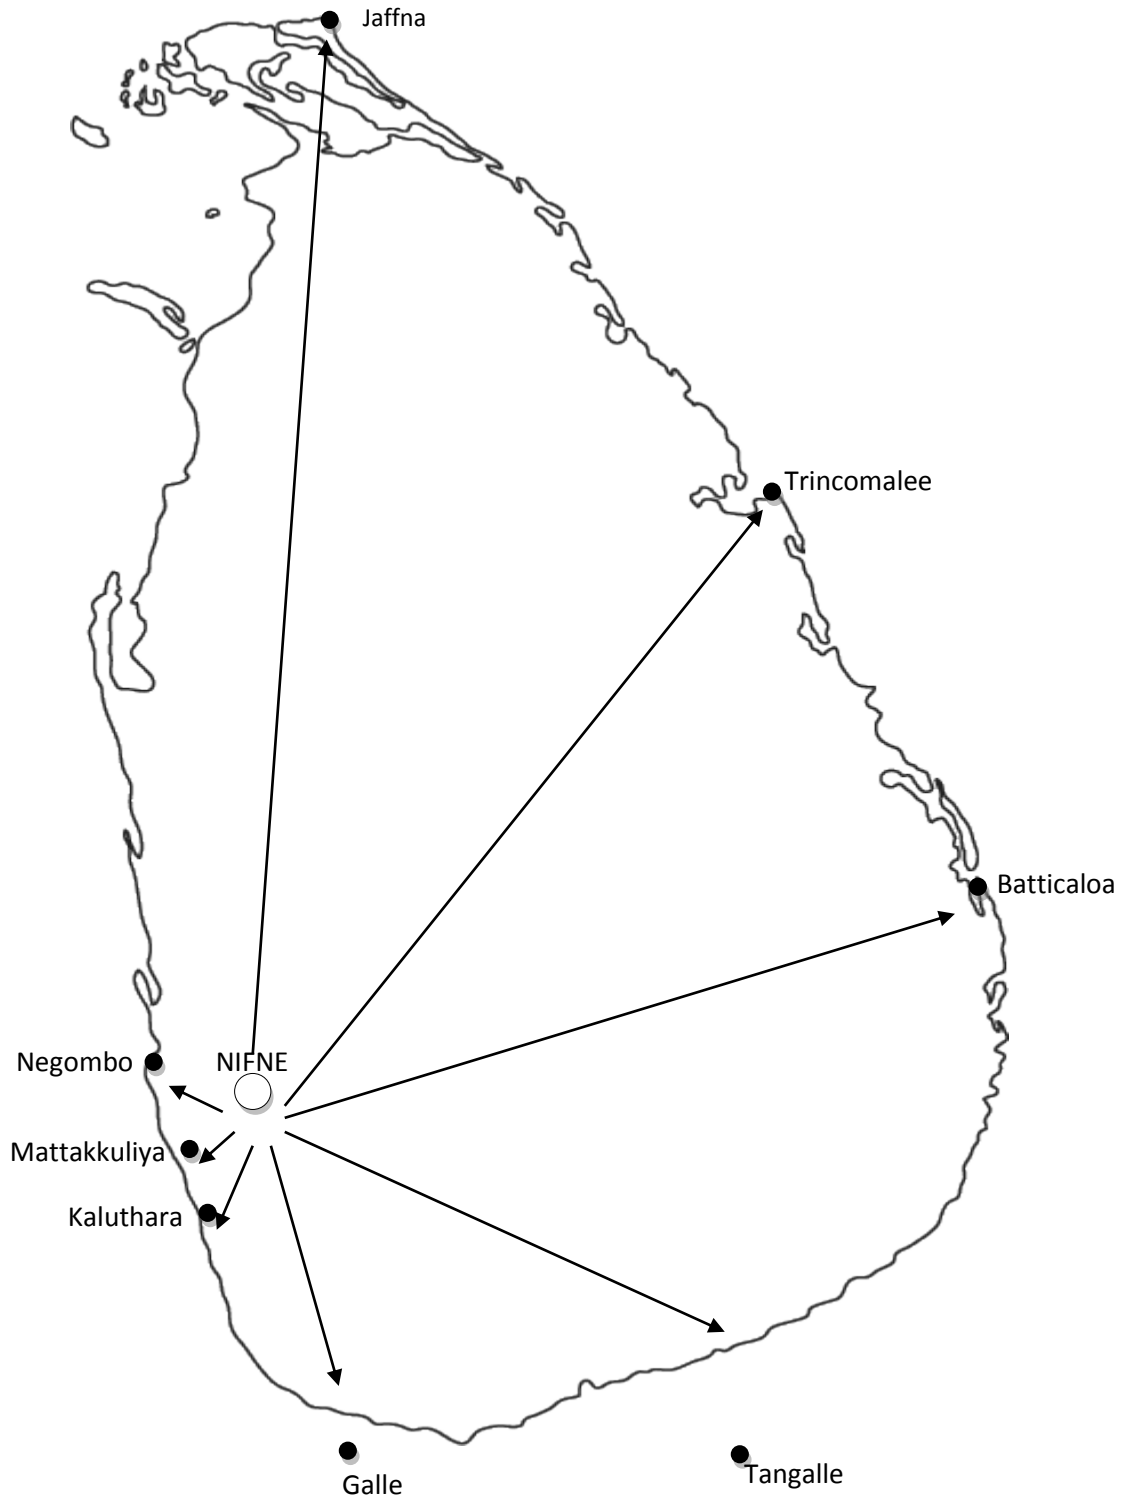 Jaffna
Trincomalee
Batticaloa
Negombo
NIFNE
Mattakkuliya
Kaluthara
Galle
Tangalle